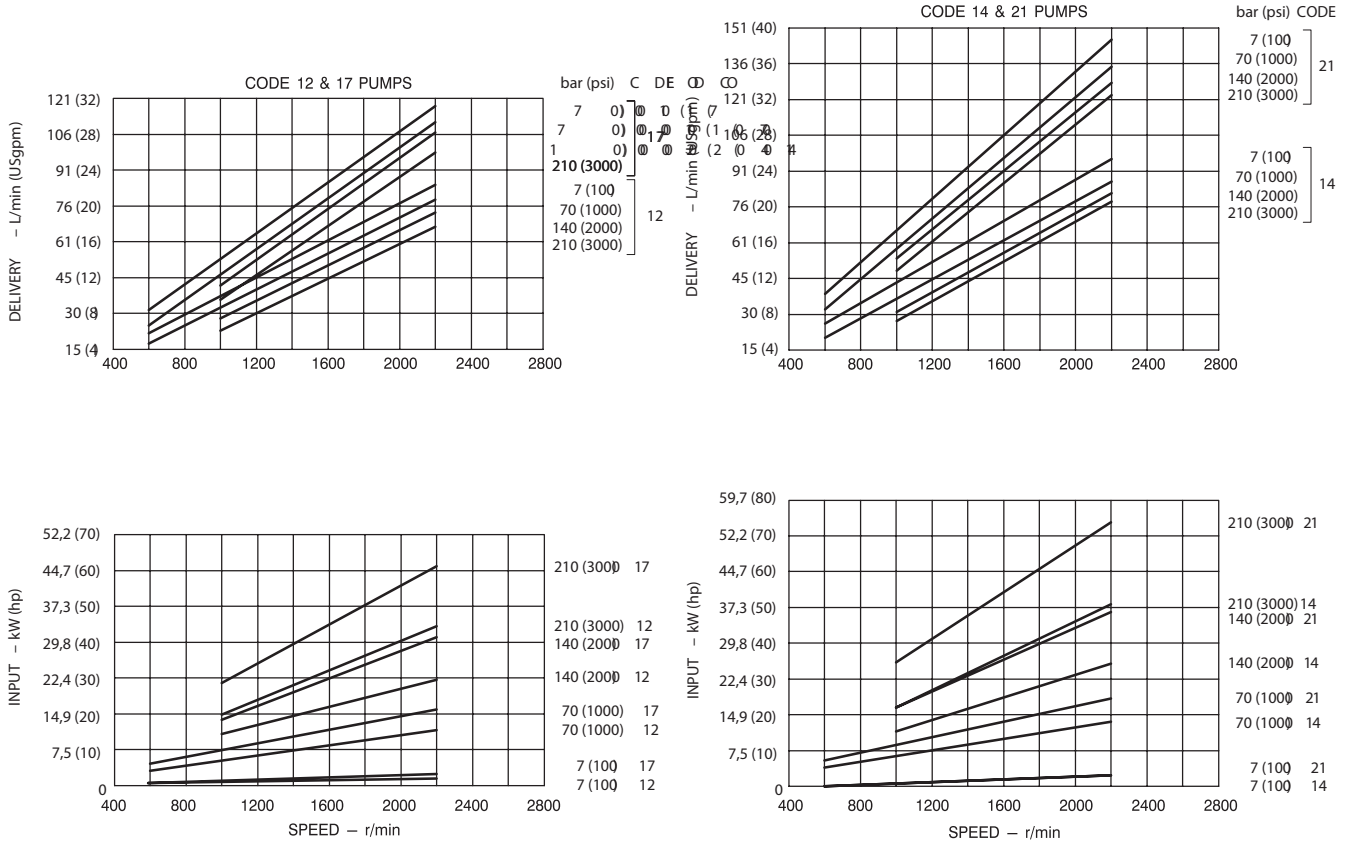 CODE 12 & 17 PUMPS
bar (psi)
121 (32)
106 (28)
91 (24)
76 (20)
61 (16)
45 (12)
30 (8)
15 (4)
DELIVERY – L/min (USgpm)
400 800 1200 1600 2000 2400 2800
17
210 (3000)
7 (100)
70 (1000)
140 (2000)
210 (3000)
12
CODE 14 & 21 PUMPS
bar (psi) CODE
151 (40)
136 (36)
121 (32)
106 (28)
91 (24)
76 (20)
61 (16)
45 (12)
30 (8)
15 (4)
DELIVERY – L/min (USgpm)
400 800 1200 1600 2000 2400 2800
7 (100)
70 (1000)
140 (2000)
210 (3000)
21
7 (100)
70 (1000)
140 (2000)
210 (3000)
14
52,2 (70)
44,7 (60)
37,3 (50)
29,8 (40)
22,4 (30)
14,9 (20)
7,5 (10)
0
INPUT – kW (hp)
400 800 1200 1600 2000 2400 2800
SPEED – r/min
210 (3000) 17
210 (3000) 12
140 (2000) 17
140 (2000) 12
70 (1000) 17
70 (1000) 12
7 (100) 17
7 (100) 12
59,7 (80)
52,2 (70)
44,7 (60)
37,3 (50)
29,8 (40)
22,4 (30)
14,9 (20)
7,5 (10)
0
INPUT – kW (hp)
400 800 1200 1600 2000 2400 2800
SPEED – r/min
210 (3000) 21
210 (3000) 14
140 (2000) 21
140 (2000) 14
70 (1000) 21
70 (1000) 14
7 (100) 21
7 (100) 14